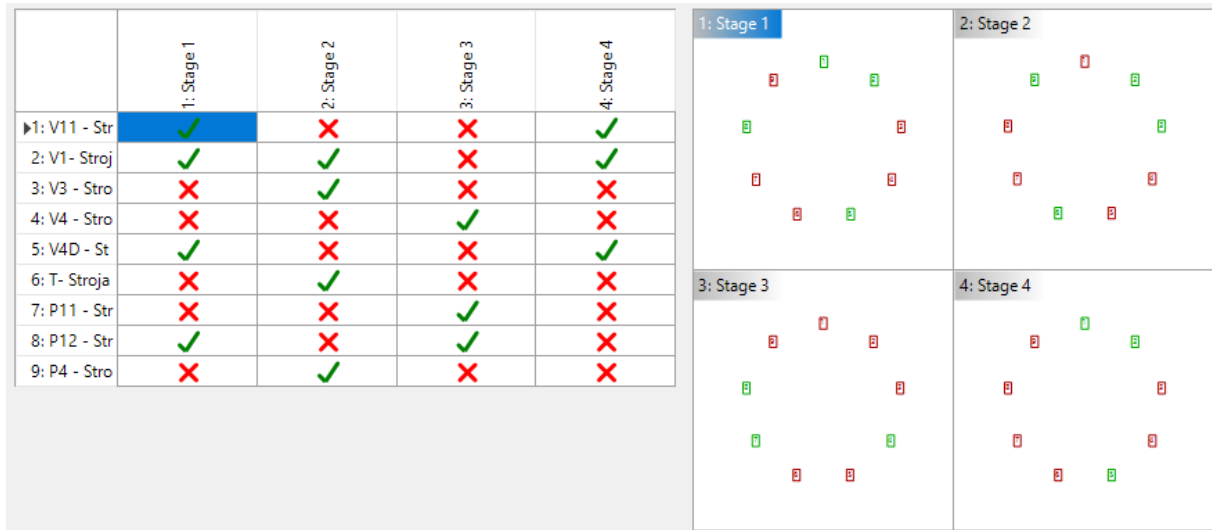 1: Stage 1
2: Stage 2
3: Stage 3
4: Stage 4
1: V11 - Str
2: V1- Stroj
3: V3 - Stro
4: V4 - Stro
5: V4D - St
6: T- Stroja
7: P11 - Str
8: P12 - Str
9: P4 - Stro
1: Stage 1
2: Stage 2
3: Stage 3
4: Stage 4